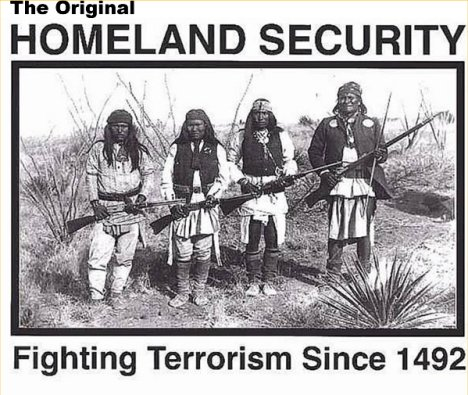 The Original
HOMELAND SECURITY
Fighting Terrorism Since 1492